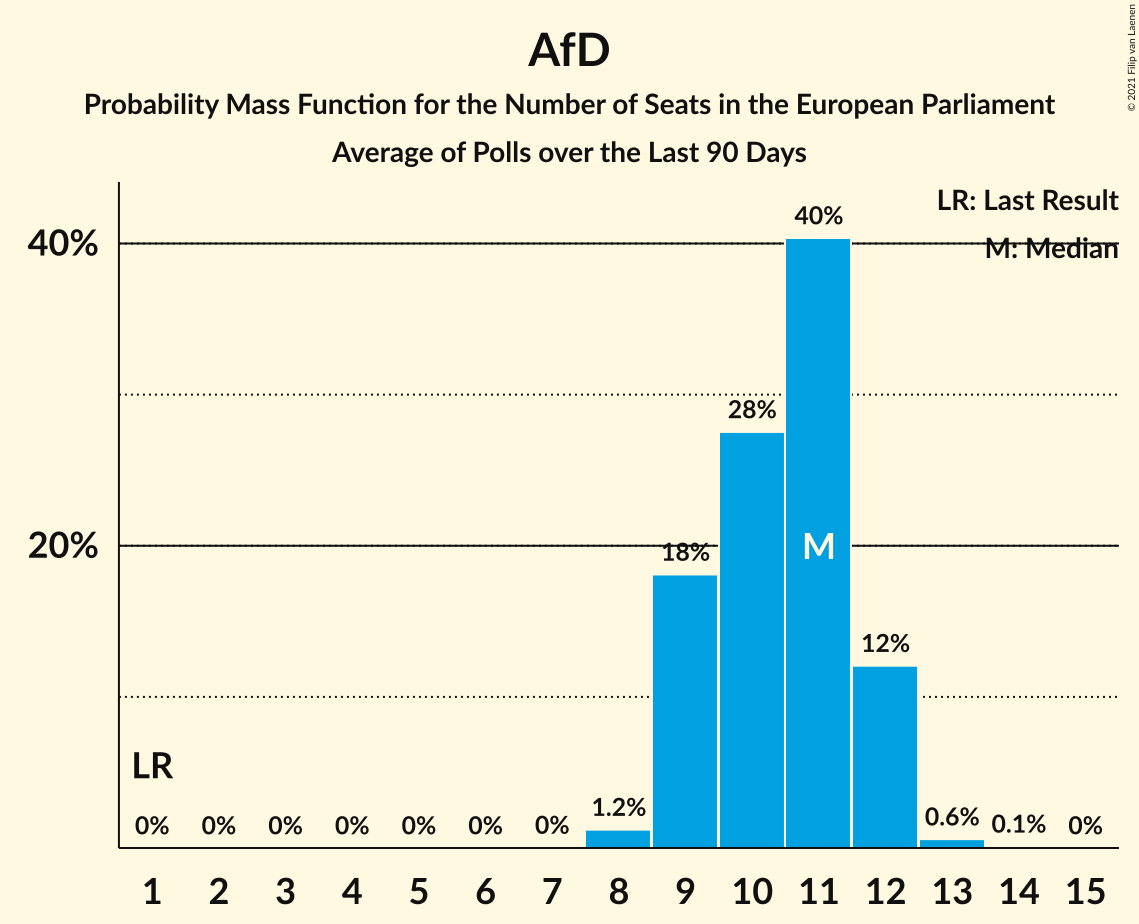 AfD
Probability Mass Function for the Number of Seats in the European Parliament
Average of Polls over the Last 90 Days
© 2021 Filip van Laenen
LR: Last Result
M: Median
40%
20%
40%
28%
18%
M
12%
LR
0% 0% 0% 0% 0% 0% 0% 1.2% 0.6% 0.1% 0%
1 2 3 4 5 6 7 8 9 10 11 12 13 14 15